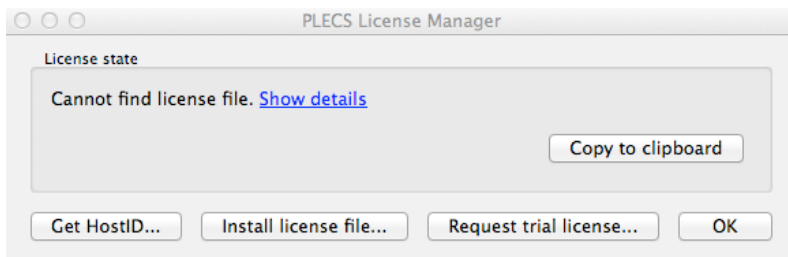 PLECS License Manager
License state
Cannot find license file. Show details
Copy to clipboard
Get HostID... Install license file... Request trial license... OK